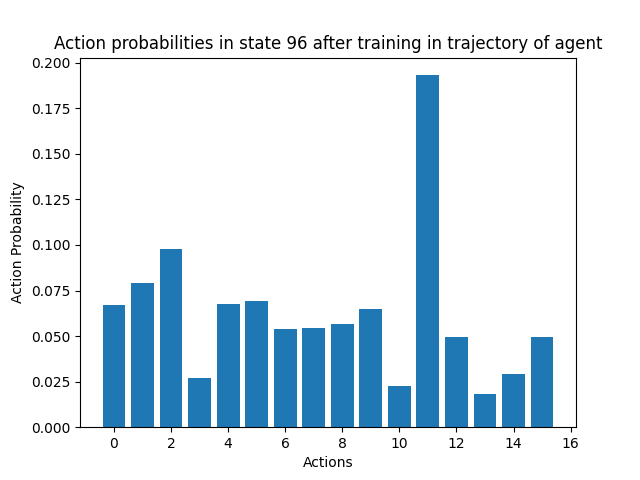 Action probabilities in state 96 after training in trajectory of agent
0.200
0.175
0.150
0.125
0.100
0.075
0.050
0.025
0.000
Action Probability
0 2 4 6 8 10 12 14 16
Actions